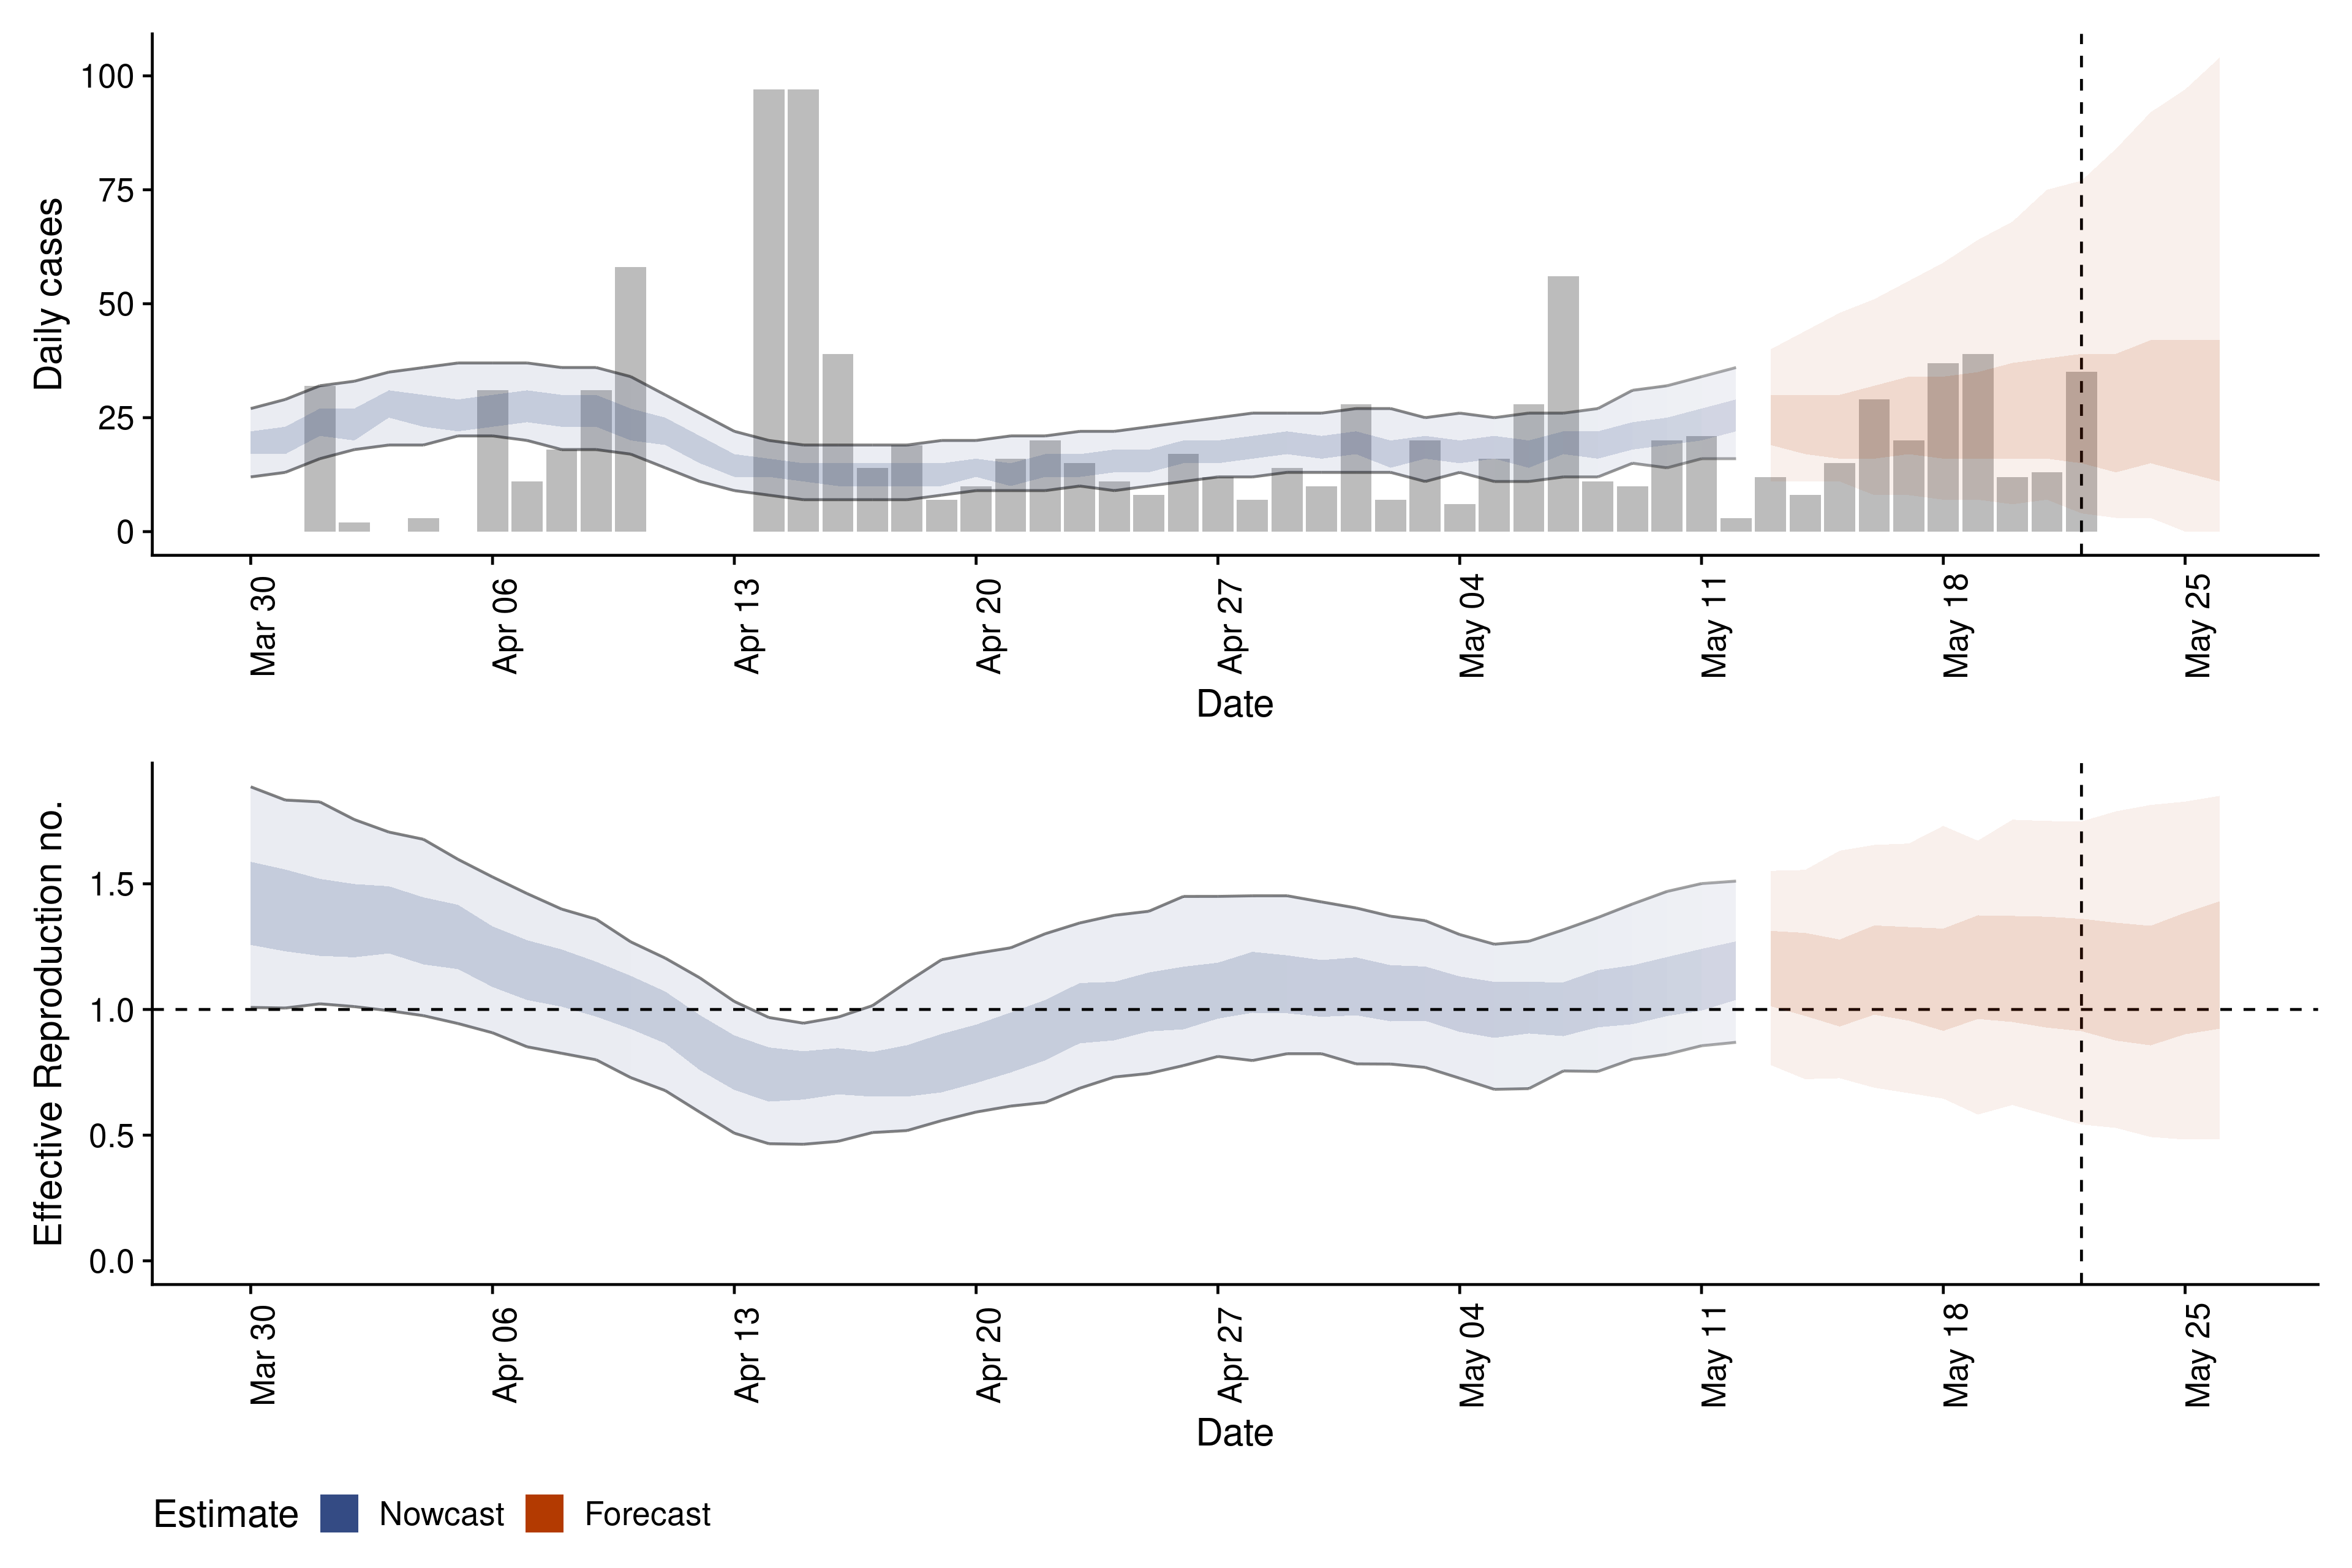 100
75
50
25
0
Daily cases
Mar 30
Apr 06
Apr 13
Apr 20
Apr 27
May 04
May 11
May 18
May 25
Date
1.5
1.0
0.5
0.0
Effective Reproduction no.
Mar 30
Apr 06
Apr 13
Apr 20
Apr 27
May 04
May 11
May 18
May 25
Date
Estimate Nowcast Forecast